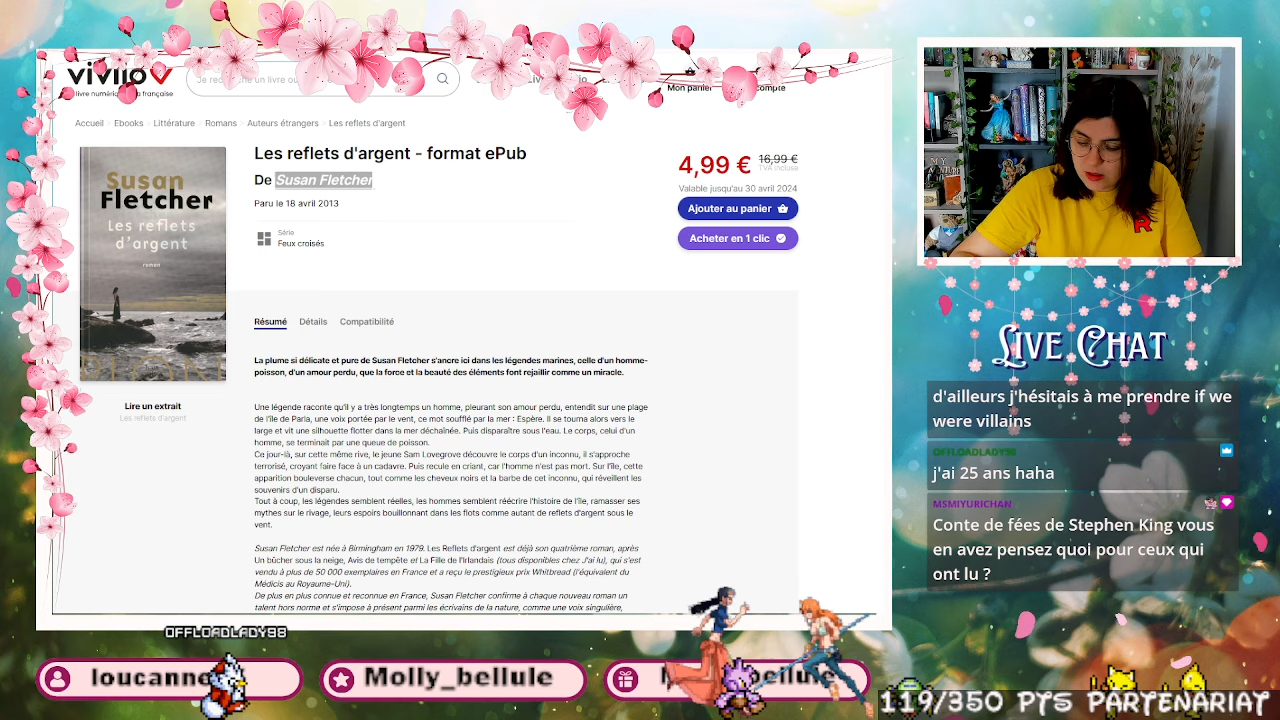 vivlio
Je
un livre ou
Mon panier
compte
Accueil > Ebooks > Littérature > Romans > Auteurs étrangers > Les reflets d'argent
Susan
Fletcher
Les reflets
d'argent
roman
Lire un extrait
Les reflets d'argent
Les reflets d'argent - format ePub
De Susan Fletcher
Paru le 18 avril 2013
Série
Feux croisés
4,99 € 16,99 €
TVA incluse
Valable jusqu'au 30 avril 2024
Ajouter au panier
Acheter en 1 clic
Résumé Détails Compatibilité
La plume si délicate et pure de Susan Fletcher s'ancre ici dans les légendes marines, celle d'un homme-
poisson, d'un amour perdu, que la force et la beauté des éléments font rejaillir comme un miracle.
Une légende raconte qu'il y a très longtemps un homme, pleurant son amour perdu, entendit sur une plage
de l'île de Parla, une voix portée par le vent, ce mot soufflé par la mer : Espère. Il se tourna alors vers le
large et vit une silhouette flotter dans la mer déchaînée. Puis disparaître sous l'eau. Le corps, celui d'un
homme, se terminait par une queue de poisson.
Ce jour-là, sur cette même rive, le jeune Sam Lovegrove découvre le corps d'un inconnu, il s'approche
terrorisé, croyant faire face à un cadavre. Puis recule en criant, car l'homme n'est pas mort. Sur l'île, cette
apparition bouleverse chacun, tout comme les cheveux noirs et la barbe de cet inconnu, qui réveillent les
souvenirs d'un disparu.
Tout à coup, les légendes semblent réelles, les hommes semblent réécrire l'histoire de l'île, ramasser ses
mythes sur le rivage, leurs espoirs bouillonnant dans les flots comme autant de reflets d'argent sous le
vent.
Susan Fletcher est née à Birmingham en 1979. Les Reflets d'argent est déjà son quatrième roman, après
Un bûcher sous la neige, Avis de tempête et La Fille de l'Irlandais (tous disponibles chez J'ai lu), qui s'est
vendu à plus de 50 000 exemplaires en France et a reçu le prestigieux prix Whitbread (l'équivalent du
Médicis au Royaume-Uni).
De plus en plus connue et reconnue en France, Susan Fletcher confirme à chaque nouveau roman un
talent hors norme et s'impose à présent parmi les écrivains de la nature, comme une voix singulière,
R
LIVE CHAT
d'ailleurs j'hésitais à me prendre if we
were villains
OFFLOADLADY98
j'ai 25 ans haha
MSMIYURICHAN
Conte de fées de Stephen King vous
en avez pensez quoi pour ceux qui
ont lu ?
OFFLOADLADY98
loucanne
Molly_bellule
bellule
119/350 PTS PARTENARIAT